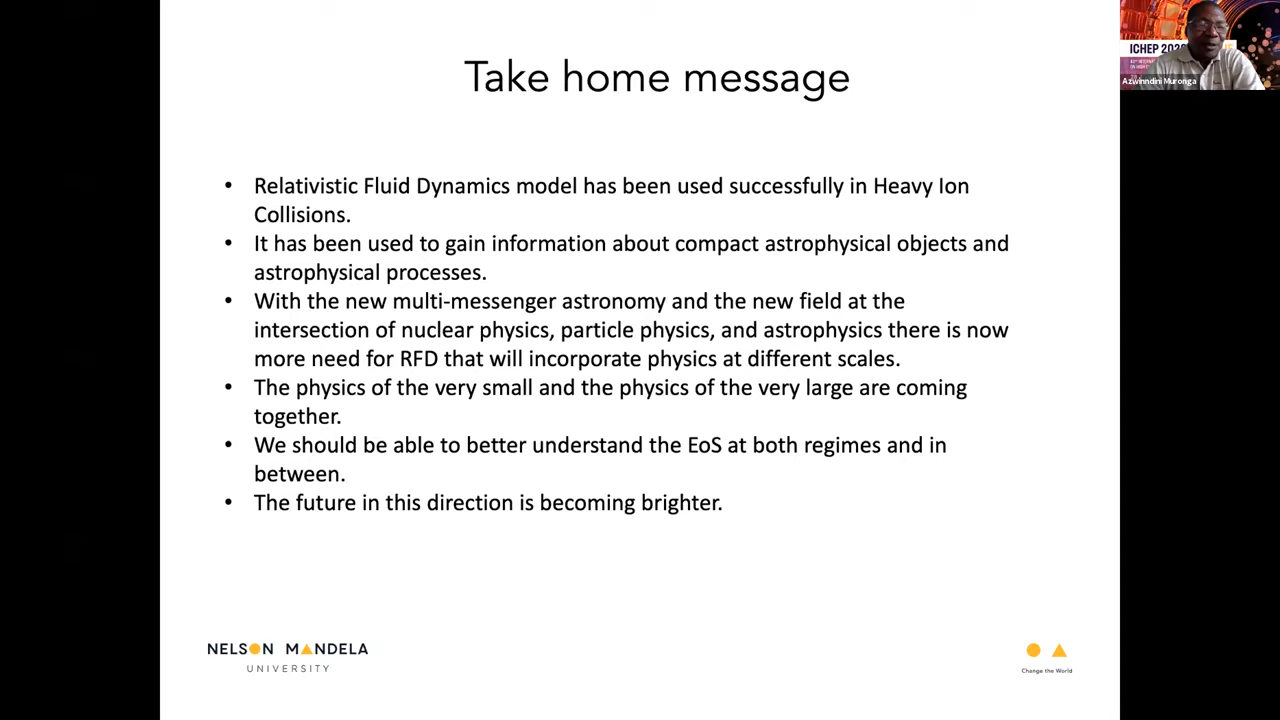 Take home message
• Relativistic Fluid Dynamics model has been used successfully in Heavy Ion
Collisions.
• It has been used to gain information about compact astrophysical objects and
astrophysical processes.
• With the new multi-messenger astronomy and the new field at the
intersection of nuclear physics, particle physics, and astrophysics there is now
more need for RFD that will incorporate physics at different scales.
• The physics of the very small and the physics of the very large are coming
together.
• We should be able to better understand the EoS at both regimes and in
between.
• The future in this direction is becoming brighter.
NELSON MANDELA
UNIVERSITY
Change the World
ICHEP
Azwinndini Muronga